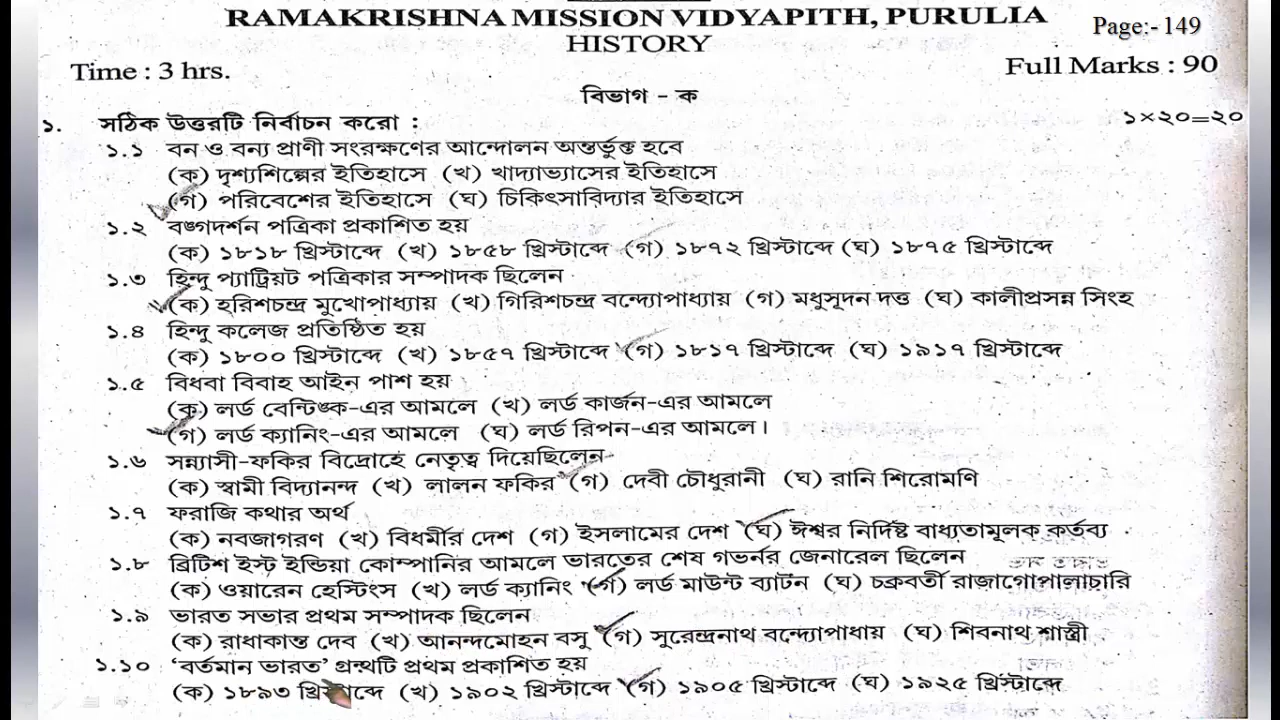 RAMAKRISHNA MISSION VIDYAPITH, PURULIA
Page:- 149
HISTORY
Time : 3 hrs.
Full Marks : 90
বিভাগ - ক
১. সঠিক উত্তরটি নির্বাচন করো : ১×২০=২০
১.১ বন ও বন্য প্রাণী সংরক্ষণের আন্দোলন অন্তর্ভুক্ত হবে
(ক) দৃশ্যশিল্পের ইতিহাসে (খ) খাদ্যাভ্যাসের ইতিহাসে
(গ) পরিবেশের ইতিহাসে (ঘ) চিকিৎসাবিদ্যার ইতিহাসে
১.২ বঙ্গদর্শন পত্রিকা প্রকাশিত হয়
(ক) ১৮১৮ খ্রিস্টাব্দে (খ) ১৮৫৮ খ্রিস্টাব্দে (গ) ১৮৭২ খ্রিস্টাব্দে (ঘ) ১৮৭৫ খ্রিস্টাব্দে
১.৩ হিন্দু প্যাট্রিয়ট পত্রিকার সম্পাদক ছিলেন
(ক) হরিশচন্দ্র মুখোপাধ্যায় (খ) গিরিশচন্দ্র বন্দ্যোপাধ্যায় (গ) মধুসূদন দত্ত (ঘ) কালীপ্রসন্ন সিংহ
১.৪ হিন্দু কলেজ প্রতিষ্ঠিত হয়
(ক) ১৮০০ খ্রিস্টাব্দে (খ) ১৮৫৭ খ্রিস্টাব্দে (গ) ১৮১৭ খ্রিস্টাব্দে (ঘ) ১৯১৭ খ্রিস্টাব্দে
১.৫ বিধবা বিবাহ আইন পাশ হয়
(ক) লর্ড বেন্টিঙ্ক-এর আমলে (খ) লর্ড কার্জন-এর আমলে
(গ) লর্ড ক্যানিং-এর আমলে (ঘ) লর্ড রিপন-এর আমলে।
১.৬ সন্ন্যাসী-ফকির বিদ্রোহে নেতৃত্ব দিয়েছিলেন
(ক) স্বামী বিদ্যানন্দ (খ) লালন ফকির (গ) দেবী চৌধুরানী (ঘ) রানি শিরোমণি
১.৭ ফরাজি কথার অর্থ
(ক) নবজাগরণ (খ) বিধর্মীর দেশ (গ) ইসলামের দেশ (ঘ) ঈশ্বর নির্দিষ্ট বাধ্যতামূলক কর্তব্য
১.৮ ব্রিটিশ ইস্ট ইন্ডিয়া কোম্পানির আমলে ভারতের শেষ গভর্নর জেনারেল ছিলেন
(ক) ওয়ারেন হেস্টিংস (খ) লর্ড ক্যানিং (গ) লর্ড মাউন্ট ব্যাটন (ঘ) চক্রবর্তী রাজাগোপালাচারি
১.৯ ভারত সভার প্রথম সম্পাদক ছিলেন
(ক) রাধাকান্ত দেব (খ) আনন্দমোহন বসু (গ) সুরেন্দ্রনাথ বন্দ্যোপাধায় (ঘ) শিবনাথ শাস্ত্রী
১.১০ ‘বর্তমান ভারত’ গ্রন্থটি প্রথম প্রকাশিত হয়
(ক) ১৮৯৩ খ্রিস্টাব্দে (খ) ১৯০২ খ্রিস্টাব্দে (গ) ১৯০৫ খ্রিস্টাব্দে (ঘ) ১৯২৫ খ্রিস্টাব্দে